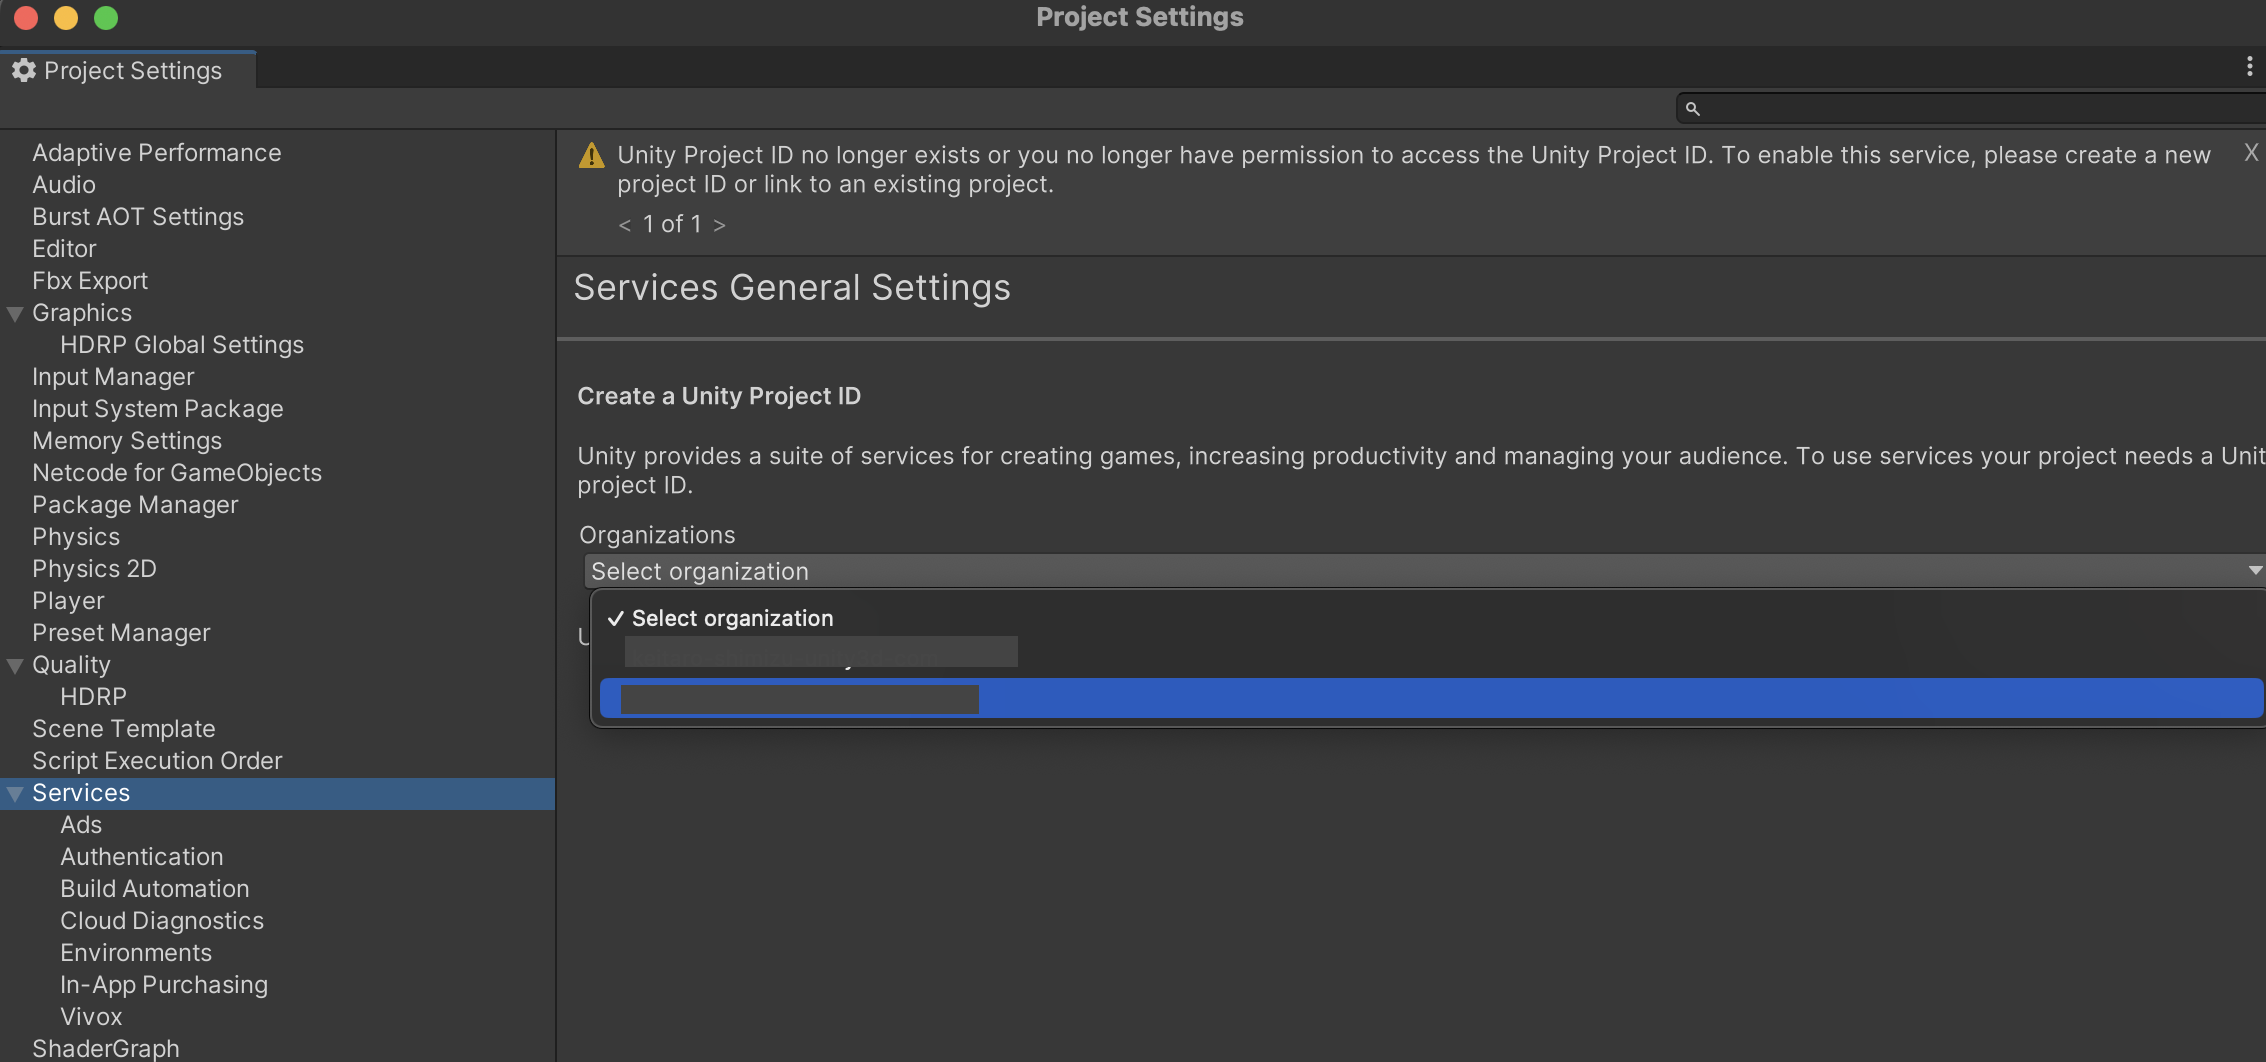 Project Settings
Project Settings
Adaptive Performance
Audio
Burst AOT Settings
Editor
Fbx Export
Graphics
HDRP Global Settings
Input Manager
Input System Package
Memory Settings
Netcode for GameObjects
Package Manager
Physics
Physics 2D
Player
Preset Manager
Quality
HDRP
Scene Template
Script Execution Order
Services
Ads
Authentication
Build Automation
Cloud Diagnostics
Environments
In-App Purchasing
Vivox
ShaderGraph
Unity Project ID no longer exists or you no longer have permission to access the Unity Project ID. To enable this service, please create a new
project ID or link to an existing project.
X
< 1 of 1 >
Services General Settings
Create a Unity Project ID
Unity provides a suite of services for creating games, increasing productivity and managing your audience. To use services your project needs a Unit
project ID.
Organizations
Select organization
✓ Select organization